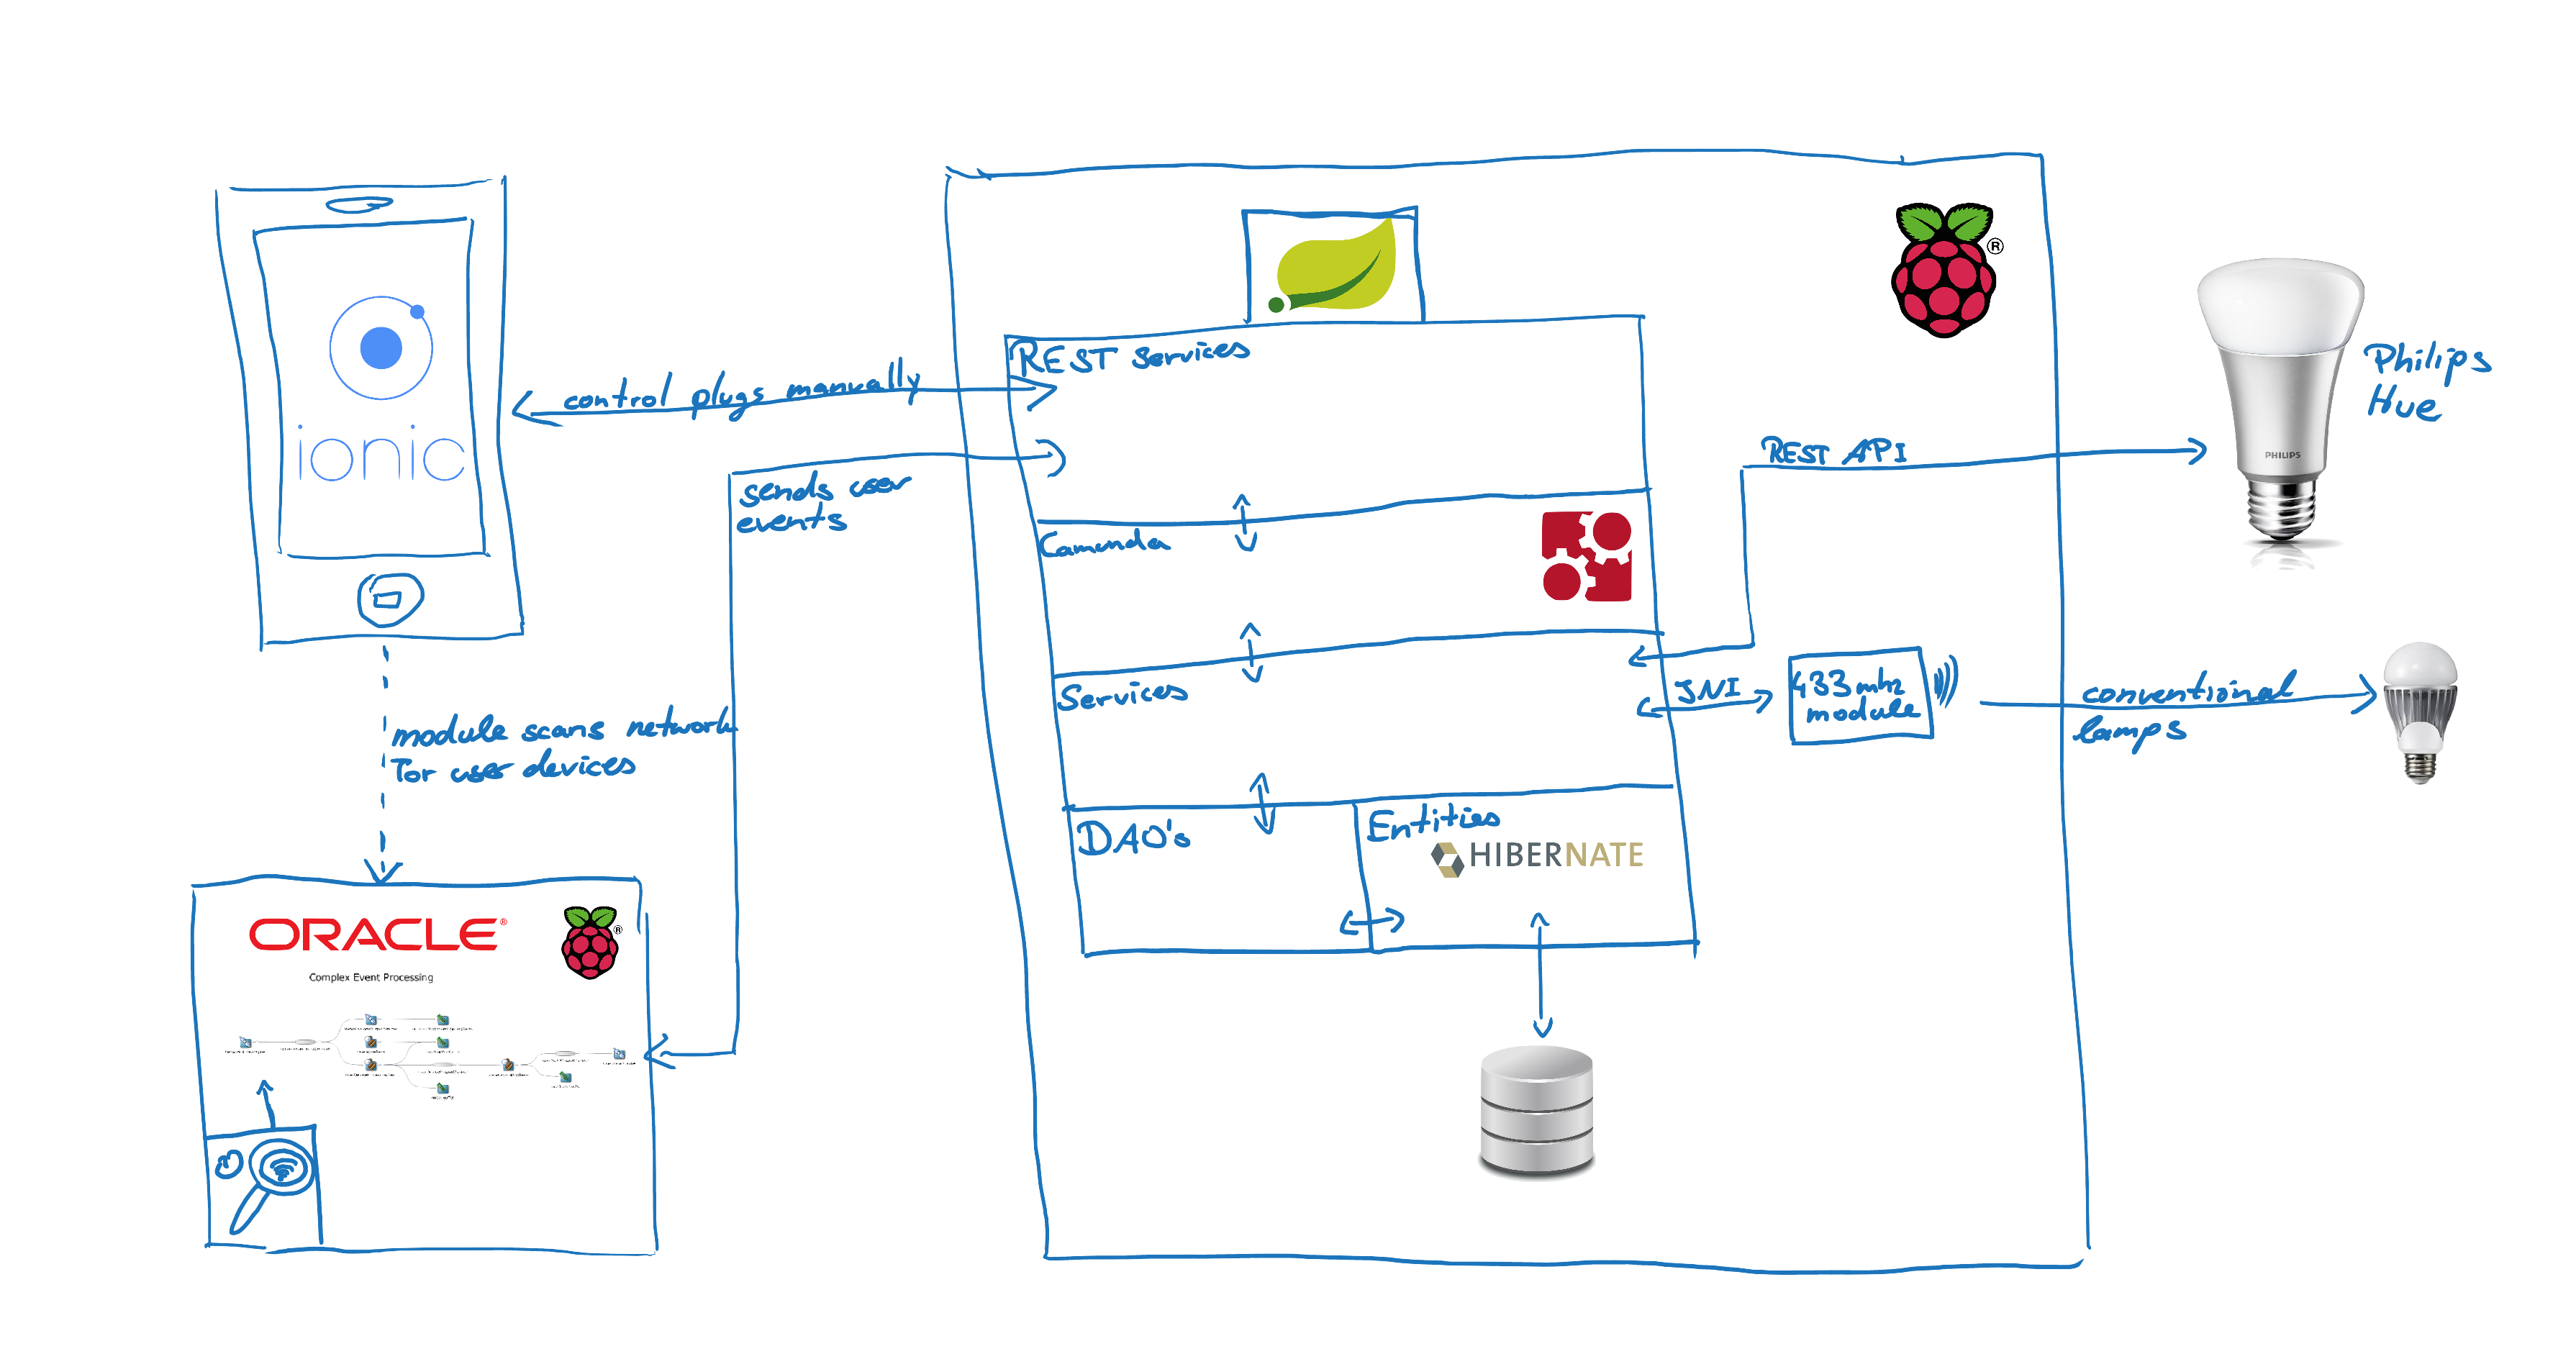 ionic
control plugs manually
sends user
events
module scans network
for user devices
ORACLE®
®
Complex Event Processing
®
REST Services
Camunda
Services
DAO's
Entities
HIBERNATE
REST API
JNI
433mhz
module
conventional
lamps
PHILIPS
Philips
Hue